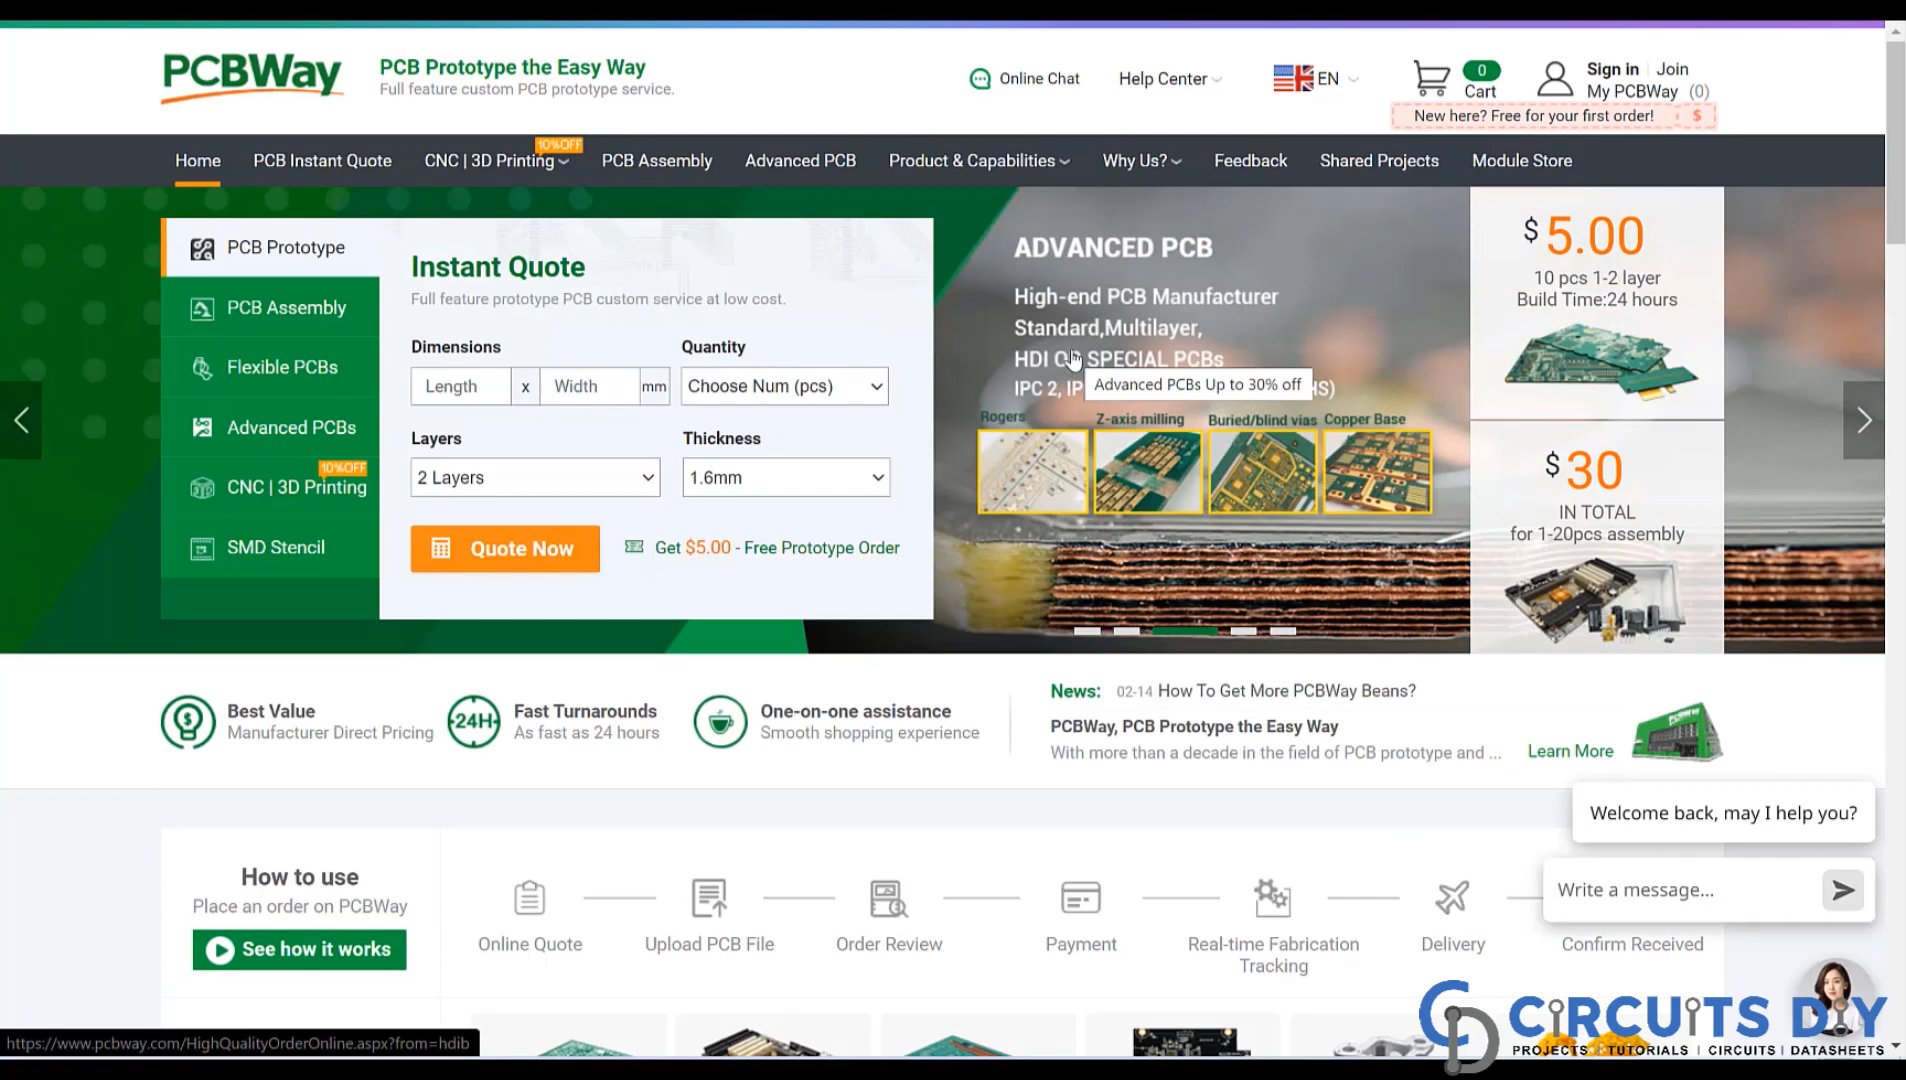 PCBWay
PCB Prototype the Easy Way
Full feature custom PCB prototype service.
Online Chat
Help Center
EN
0
Cart
Sign in
Join
My PCBWay (0)
New here? Free for your first order!
$
Home
PCB Instant Quote
CNC | 3D Printing
10%OFF
PCB Assembly
Advanced PCB
Product & Capabilities
Why Us?
Feedback
Shared Projects
Module Store
PCB Prototype
PCB Assembly
Flexible PCBs
Advanced PCBs
10%OFF
CNC | 3D Printing
SMD Stencil
Instant Quote
Full feature prototype PCB custom service at low cost.
Dimensions
Length x Width mm
Quantity
Choose Num (pcs)
Layers
2 Layers
Thickness
1.6mm
Quote Now
Get $5.00 - Free Prototype Order
ADVANCED PCB
High-end PCB Manufacturer
Standard,Multilayer,
HDI SPECIAL PCBs
IPC 2,
Advanced PCBs Up to 30% off
Rogers
Z-axis milling
Buried/blind vias
Copper Base
$5.00
10 pcs 1-2 layer
Build Time:24 hours
$30
IN TOTAL
for 1-20pcs assembly
Best Value
Manufacturer Direct Pricing
24H
Fast Turnarounds
As fast as 24 hours
One-on-one assistance
Smooth shopping experience
News: 02-14 How To Get More PCBWay Beans?
PCBWay, PCB Prototype the Easy Way
With more than a decade in the field of PCB prototype and ...
Learn More
Welcome back, may I help you?
Write a message...
How to use
Place an order on PCBWay
See how it works
Online Quote
Upload PCB File
Order Review
Payment
Real-time Fabrication
Tracking
Delivery
Confirm Received
https://www.pcbway.com/HighQualityOrderOnline.aspx?from=hdib
CIRCUITS DIY
PROJECTS | TUTORIALS | CIRCUITS | DATASHEETS